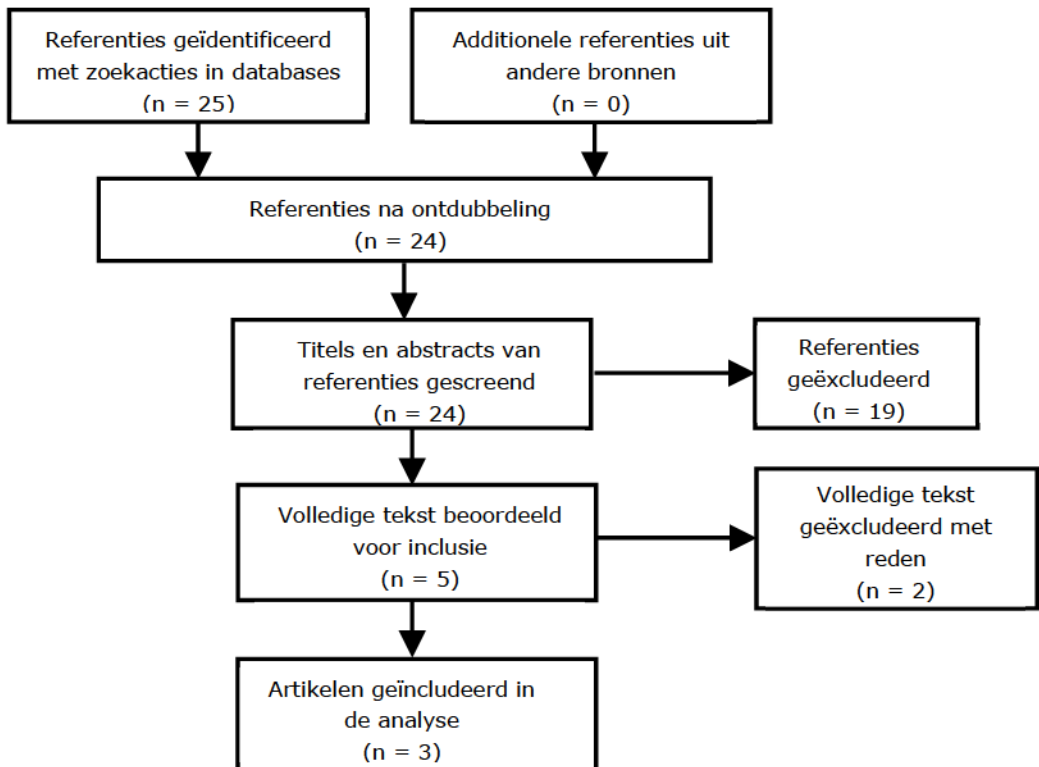 Referenties geïdentificeerd
met zoekacties in databases
(n = 25)
Additionele referenties uit
andere bronnen
(n = 0)
Referenties na ontdubbeling
(n = 24)
Titels en abstracts van
referenties gescreend
(n = 24)
Referenties
geëxcludeerd
(n = 19)
Volledige tekst beoordeeld
voor inclusie
(n = 5)
Volledige tekst
geëxcludeerd met
reden
(n = 2)
Artikelen geïncludeerd in
de analyse
(n = 3)